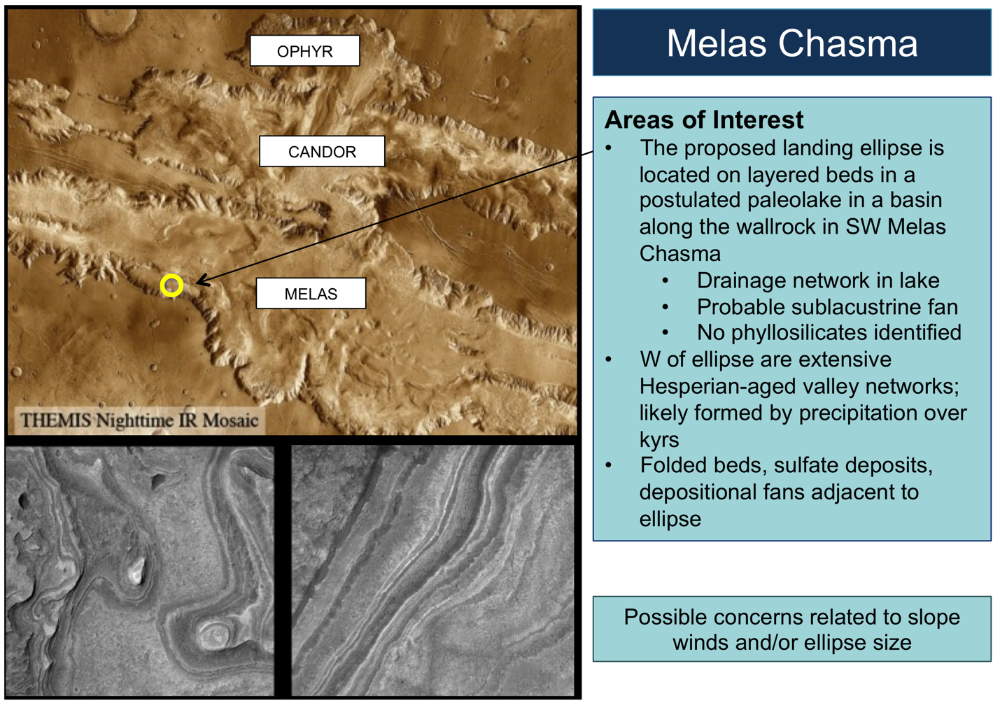 OPHYR
CANDOR
MELAS
THEMIS Nighttime IR Mosaic
Melas Chasma
Areas of Interest
• The proposed landing ellipse is
located on layered beds in a
postulated paleolake in a basin
along the wallrock in SW Melas
Chasma
• Drainage network in lake
• Probable sublacustrine fan
• No phyllosilicates identified
• W of ellipse are extensive
Hesperian-aged valley networks;
likely formed by precipitation over
kyrs
• Folded beds, sulfate deposits,
depositional fans adjacent to
ellipse
Possible concerns related to slope
winds and/or ellipse size